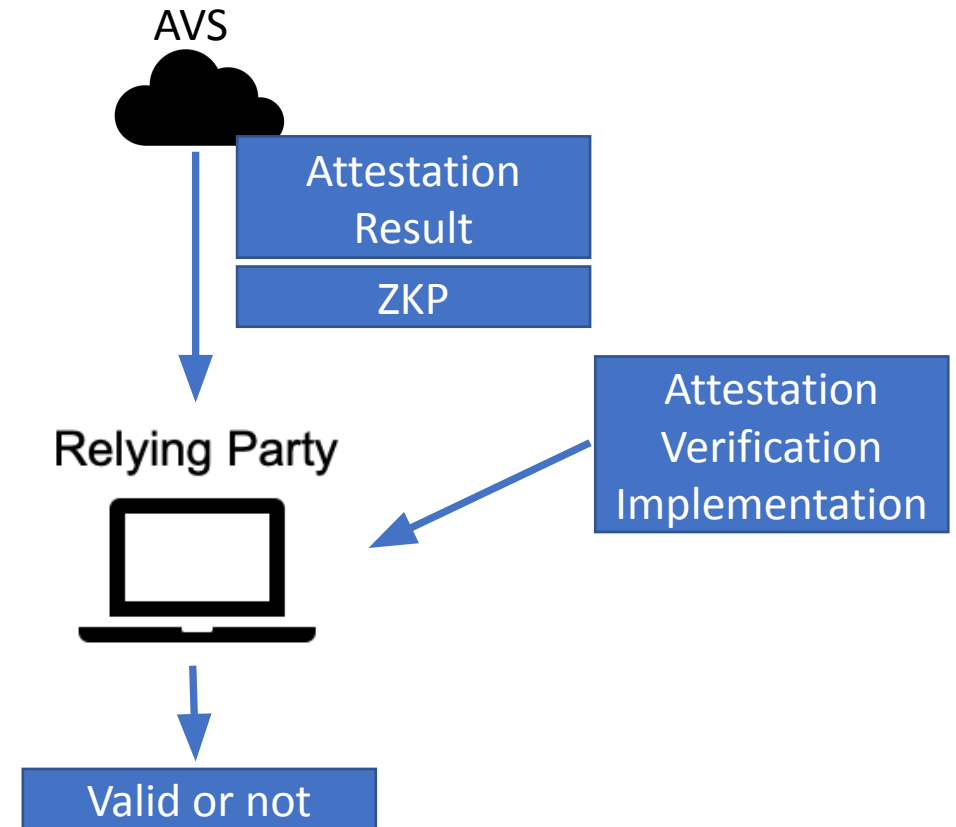 AVS
Attestation
Result
ZKP
Attestation
Verification
Implementation
Relying Party
Valid or not